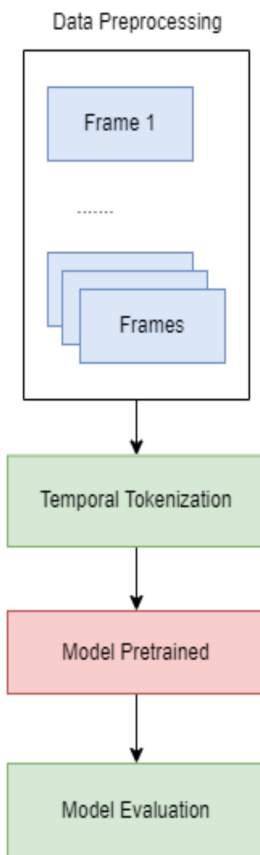 Data Preprocessing
Frame 1
.......
Frames
Temporal Tokenization
Model Pretrained
Model Evaluation